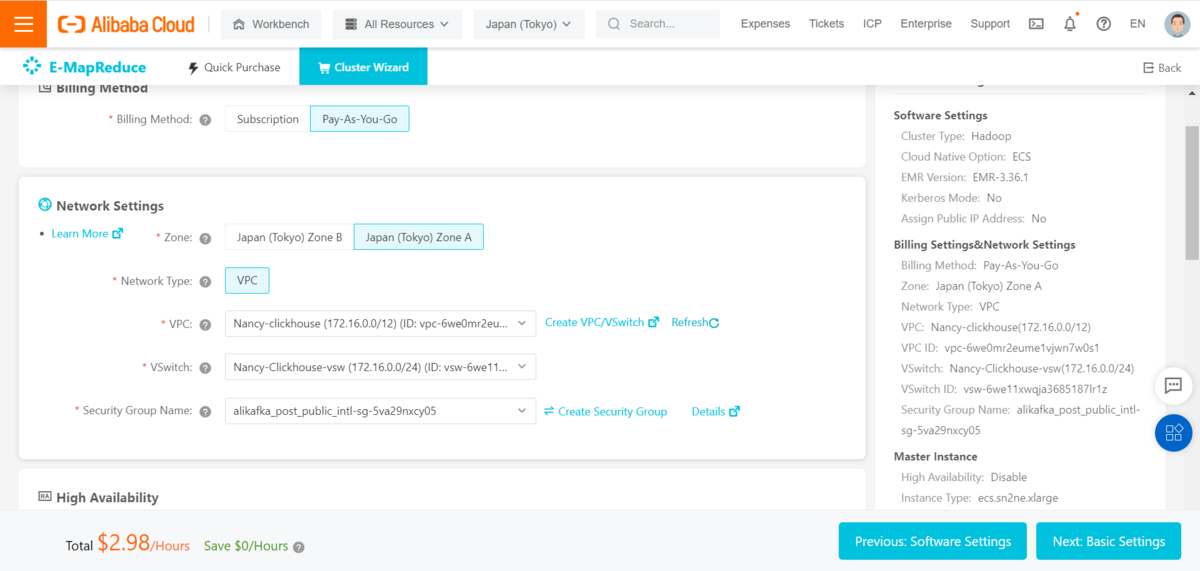 Alibaba Cloud Workbench All Resources Japan (Tokyo) Search... Expenses Tickets ICP Enterprise Support EN
E-MapReduce Quick Purchase Cluster Wizard Back
Billing Method
* Billing Method: Subscription Pay-As-You-Go
Network Settings
• Learn More * Zone: Japan (Tokyo) Zone B Japan (Tokyo) Zone A
* Network Type: VPC
* VPC: Nancy-clickhouse (172.16.0.0/12) (ID: vpc-6we0mr2eu... Create VPC/VSwitch Refresh
* VSwitch: Nancy-Clickhouse-vsw (172.16.0.0/24) (ID: vsw-6we11...
* Security Group Name: alikafka_post_public_intl-sg-5va29nxcy05 Create Security Group Details
HA High Availability
Software Settings
Cluster Type: Hadoop
Cloud Native Option: ECS
EMR Version: EMR-3.36.1
Kerberos Mode: No
Assign Public IP Address: No
Billing Settings&Network Settings
Billing Method: Pay-As-You-Go
Zone: Japan (Tokyo) Zone A
Network Type: VPC
VPC: Nancy-clickhouse(172.16.0.0/12)
VPC ID: vpc-6we0mr2eume1vjwn7w0s1
VSwitch: Nancy-Clickhouse-vsw(172.16.0.0/24)
VSwitch ID: vsw-6we11xwqja3685187lr1z
Security Group Name: alikafka_post_public_intl-
sg-5va29nxcy05
Master Instance
High Availability: Disable
Instance Type: ecs.sn2ne.xlarge
Total $2.98/Hours Save $0/Hours Previous: Software Settings Next: Basic Settings